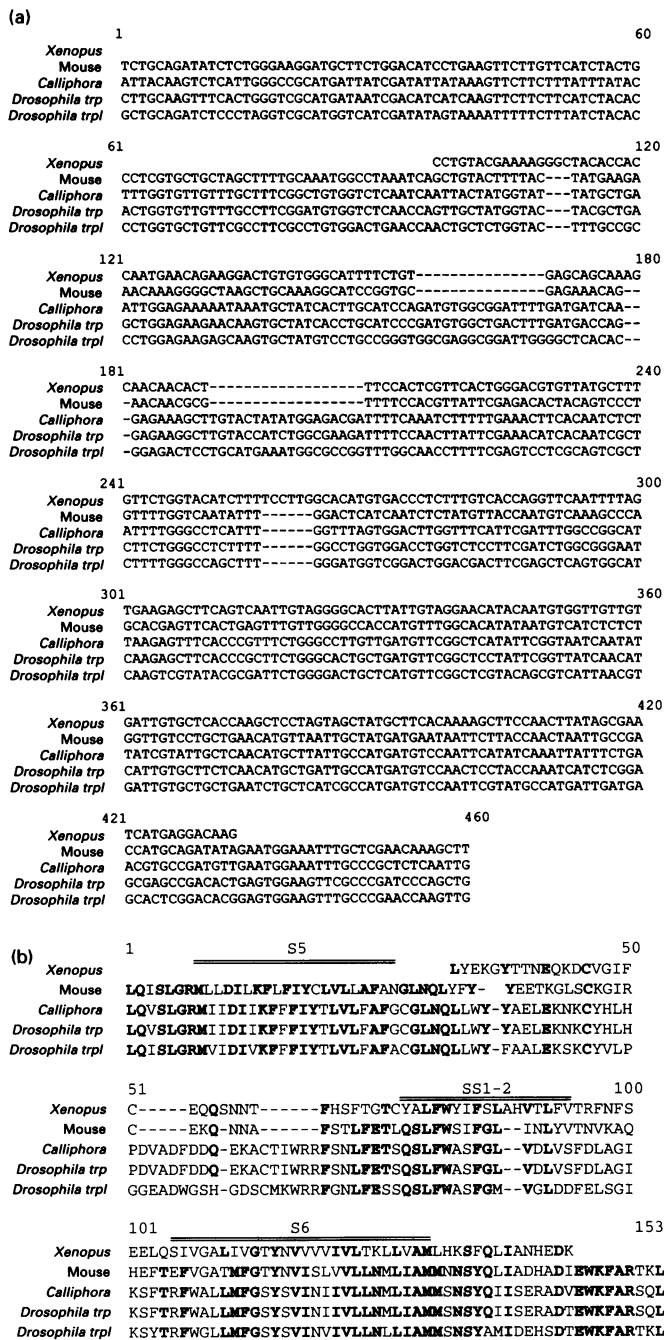 (a)
1 60
Xenopus
Mouse TCTGCAGATATCTCTGGGAAGGATGCTTCTGGACATCCTGAAGTTCTTGTTCATCTACTG
Calliphora ATTACAAGTCTCATTGGGCCGCATGATTATCGATATTATAAAGTTCTTCTTTATTTATAC
Drosophila trp CTTGCAAGTTTCACTGGGTCGCATGATAATCGACATCATCAAGTTCTTCTTCATCTACAC
Drosophila trpl GCTGCAGATCTCCCTAGGTCGCATGGTCATCGATATAGTAAAATTTTTCTTTATCTACAC
61 120
Xenopus CCTGTACGAAAAGGGCTACACCAC
Mouse CCTCGTGCTGCTAGCTTTTGCAAATGGCCTAAATCAGCTGTACTTTTAC---TATGAAGA
Calliphora TTTGGTGTTGTTTGCTTTCGGCTGTGGTCTCAATCAATTACTATGGTAT---TATGCTGA
Drosophila trp ACTGGTGTTGTTTGCCTTCGGATGTGGTCTCAACCAGTTGCTATGGTAC---TACGCTGA
Drosophila trpl CCTGGTGCTGTTCGCCTTCGCCTGTGGACTGAACCAACTGCTCTGGTAC---TTTGCCGC
121 180
Xenopus CAATGAACAGAAGGACTGTGTGGGCATTTTCTGT---------------GAGCAGCAAAG
Mouse AACAAAGGGGCTAAGCTGCAAAGGCATCCGGTGC---------------GAGAAACAG--
Calliphora ATTGGAGAAAAATAAATGCTATCACTTGCATCCAGATGTGGCGGATTTTGATGATCAA--
Drosophila trp GCTGGAGAAGAACAAGTGCTATCACCTGCATCCCGATGTGGCTGACTTTGATGACCAG--
Drosophila trpl CCTGGAGAAGAGCAAGTGCTATGTCCTGCCGGGTGGCGAGGCGGATTGGGGCTCACAC--
181 240
Xenopus CAACAACACT------------------TTCCACTCGTTCACTGGGACGTGTTATGCTTT
Mouse -AACAACGCG------------------TTTTCCACGTTATTCGAGACACTACAGTCCCT
Calliphora -GAGAAAGCTTGTACTATATGGAGACGATTTTCAAATCTTTTTGAAACTTCACAATCTCT
Drosophila trp -GAGAAGGCTTGTACCATCTGGCGAAGATTTTCCAACTTATTCGAAACATCACAATCGCT
Drosophila trpl -GGAGACTCCTGCATGAAATGGCGCCGGTTTGGCAACCTTTTCGAGTCCTCGCAGTCGCT
241 300
Xenopus GTTCTGGTACATCTTTTCCTTGGCACATGTGACCCTCTTTGTCACCAGGTTCAATTTTAG
Mouse GTTTTGGTCAATATTT------GGACTCATCAATCTCTATGTTACCAATGTCAAAGCCCA
Calliphora ATTTTGGGCCTCATTT------GGTTTAGTGGACTTGGTTTCATTCGATTTGGCCGGCAT
Drosophila trp CTTCTGGGCCTCTTTT------GGCCTGGTGGACCTGGTCTCCTTCGATCTGGCGGGAAT
Drosophila trpl CTTTTGGGCCAGCTTT------GGGATGGTCGGACTGGACGACTTCGAGCTCAGTGGCAT
301 360
Xenopus TGAAGAGCTTCAGTCAATTGTAGGGGCACTTATTGTAGGAACATACAATGTGGTTGTTGT
Mouse GCACGAGTTCACTGAGTTTGTTGGGGCCACCATGTTTGGCACATATAATGTCATCTCTCT
Calliphora TAAGAGTTTCACCCGTTTCTGGGCCTTGTTGATGTTCGGCTCATATTCGGTAATCAATAT
Drosophila trp CAAGAGCTTCACCCGCTTCTGGGCACTGCTGATGTTCGGCTCCTATTCGGTTATCAACAT
Drosophila trpl CAAGTCGTATACGCGATTCTGGGGACTGCTCATGTTCGGCTCGTACAGCGTCATTAACGT
361 420
Xenopus GATTGTGCTCACCAAGCTCCTAGTAGCTATGCTTCACAAAAGCTTCCAACTTATAGCGAA
Mouse GGTTGTCCTGCTGAACATGTTAATTGCTATGATGAATAATTCTTACCAACTAATTGCCGA
Calliphora TATCGTATTGCTCAACATGCTTATTGCCATGATGTCCAATTCATATCAAATTATTTCTGA
Drosophila trp CATTGTGCTTCTCAACATGCTGATTGCCATGATGTCCAACTCCTACCAAATCATCTCGGA
Drosophila trpl GATTGTGCTGCTGAATCTGCTCATCGCCATGATGTCCAATTCGTATGCCATGATTGATGA
421 460
Xenopus TCATGAGGACAAG
Mouse CCATGCAGATATAGAATGGAAATTTGCTCGAACAAAGCTT
Calliphora ACGTGCCGATGTTGAATGGAAATTTGCCCGCTCTCAATTG
Drosophila trp GCGAGCCGACACTGAGTGGAAGTTCGCCCGATCCCAGCTG
Drosophila trpl GCACTCGGACACGGAGTGGAAGTTTGCCCGAACCAAGTTG
(b)
1 S5 50
Xenopus LYEKGYTTNEQKDCVGIF
Mouse LQISLGRMLLDILKFLFIYCLVLLAFANGLNQLYFY- YEETKGLSCKGIR
Calliphora LQVSLGRMIIDIIKFFFIYTLVLFAFGCGLNQLLWY-YAELEKNKCYHLH
Drosophila trp LQVSLGRMIIDIIKFFFIYTLVLFAFGCGLNQLLWY-YAELEKNKCYHLH
Drosophila trpl LQISLGRMVIDIVKFFFIYTLVLFAFACGLNQLLWY-FAALEKSKCYVLP
51 SS1-2 100
Xenopus C-----EQQSNNT------FHSFTGTCYALFWYIFSLAHVTLFVTRFNFS
Mouse C-----EKQ-NNA------FSTLFETLQSLFWSIFGL--INLYVTNVKAQ
Calliphora PDVADFDDQ-EKACTIWRRFSNLFETSQSLFWASFGL--VDLVSFDLAGI
Drosophila trp PDVADFDDQ-EKACTIWRRFSNLFETSQSLFWASFGL--VDLVSFDLAGI
Drosophila trpl GGEADWGSH-GDSCMKWRRFGNLFESSQSLFWASFGM--VGLDDFELSGI
101 S6 153
Xenopus EELQSIVGALIVGTYNVVVVIVLTKLLVAMLHKSFQLIANHEDK
Mouse HEFTEFVGATMFGTYNVISLVVLLNMLIAMMNNSYQLIADHADIEWKFARTKL
Calliphora KSFTRFWALLMFGSYSVINIIVLLNMLIAMMSNSYQIISERADVEWKFARSQL
Drosophila trp KSFTRFWALLMFGSYSVINIIVLLNMLIAMMSNSYQIISERADTEWKFARSQL
Drosophila trpl KSYTRFWGLLMFGSYSVINVIVLLNLLIAMMSNSYAMIDEHSDTEWKFARTKL